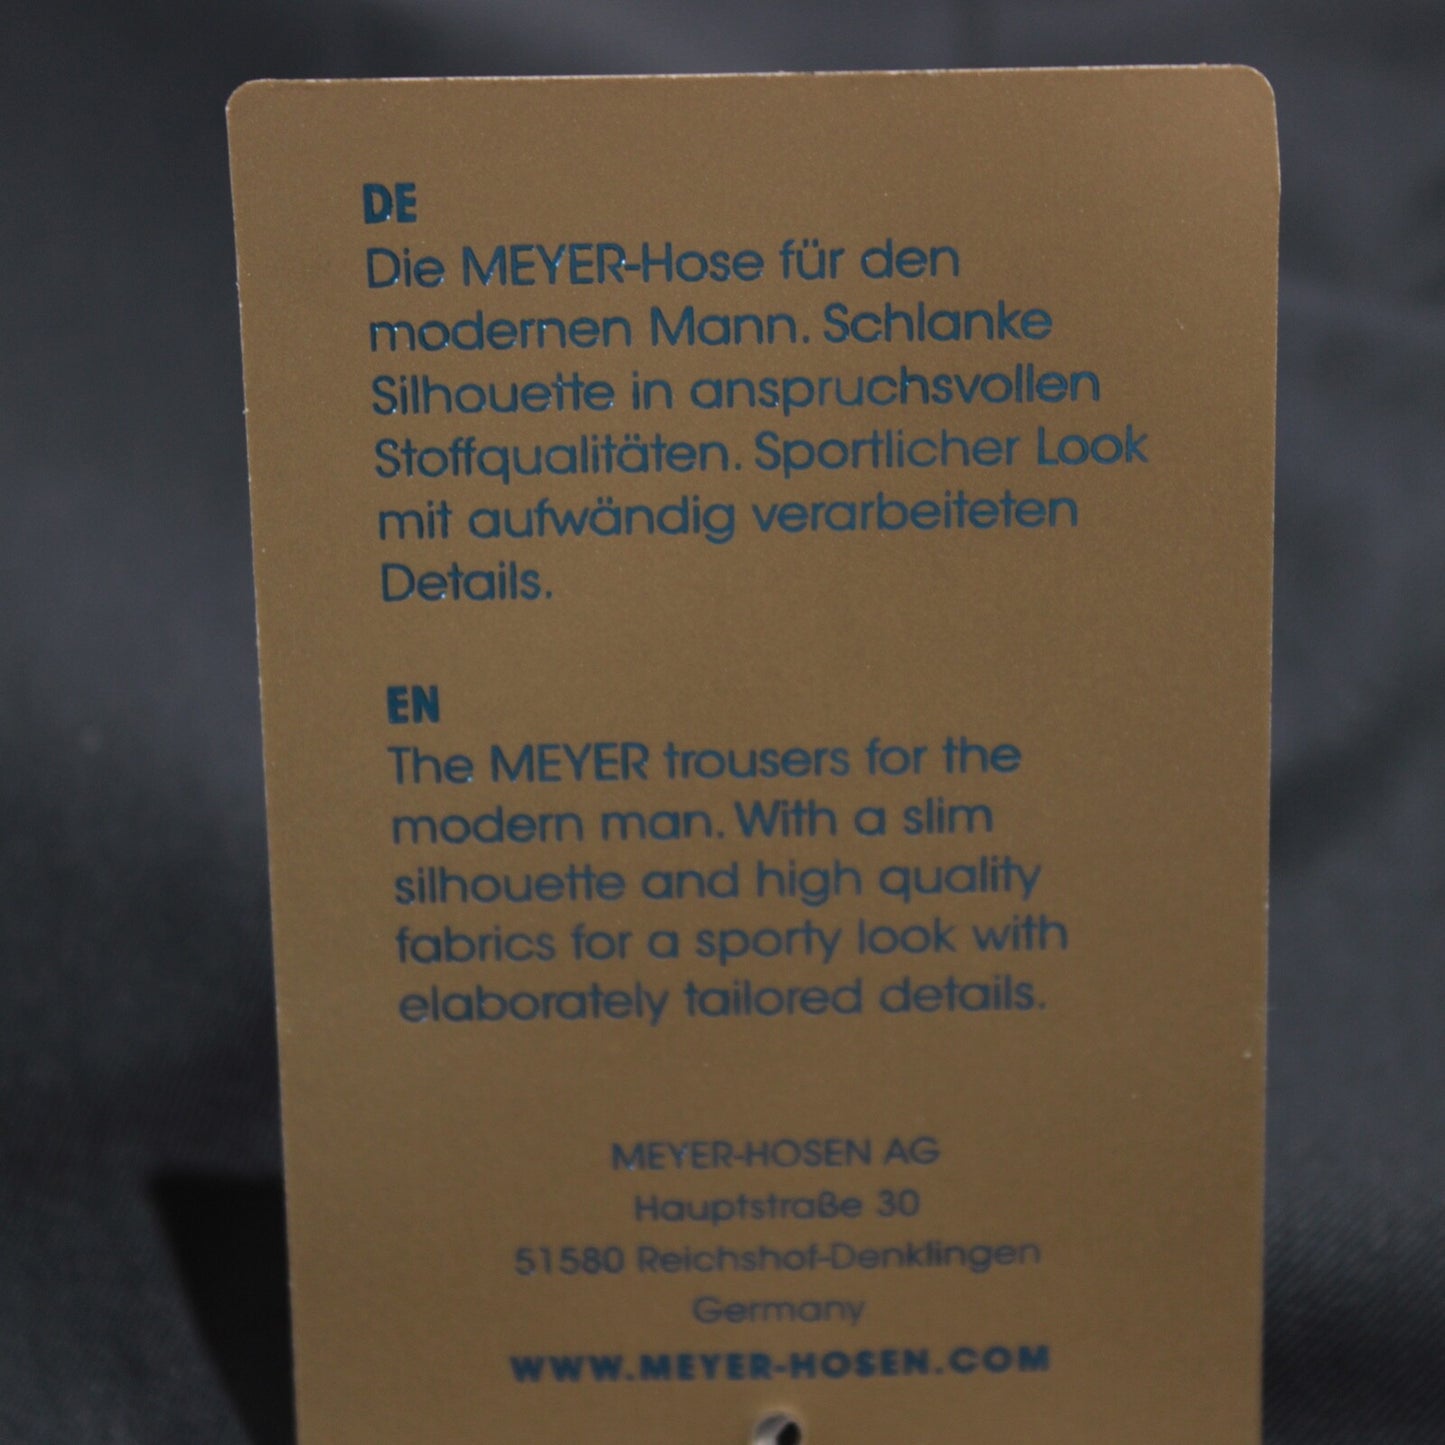 DE
Die MEYER-Hose für den
modernen Mann. Schlanke
Silhouette in anspruchsvollen
Stoffqualitäten. Sportlicher Look
mit aufwändig verarbeiteten
Details.
EN
The MEYER trousers for the
modern man. With a slim
silhouette and high quality
fabrics for a sporty look with
elaborately tailored details.
MEYER-HOSEN AG
Hauptstraße 30
51580 Reichshof-Denklingen
Germany
WWW.MEYER-HOSEN.COM